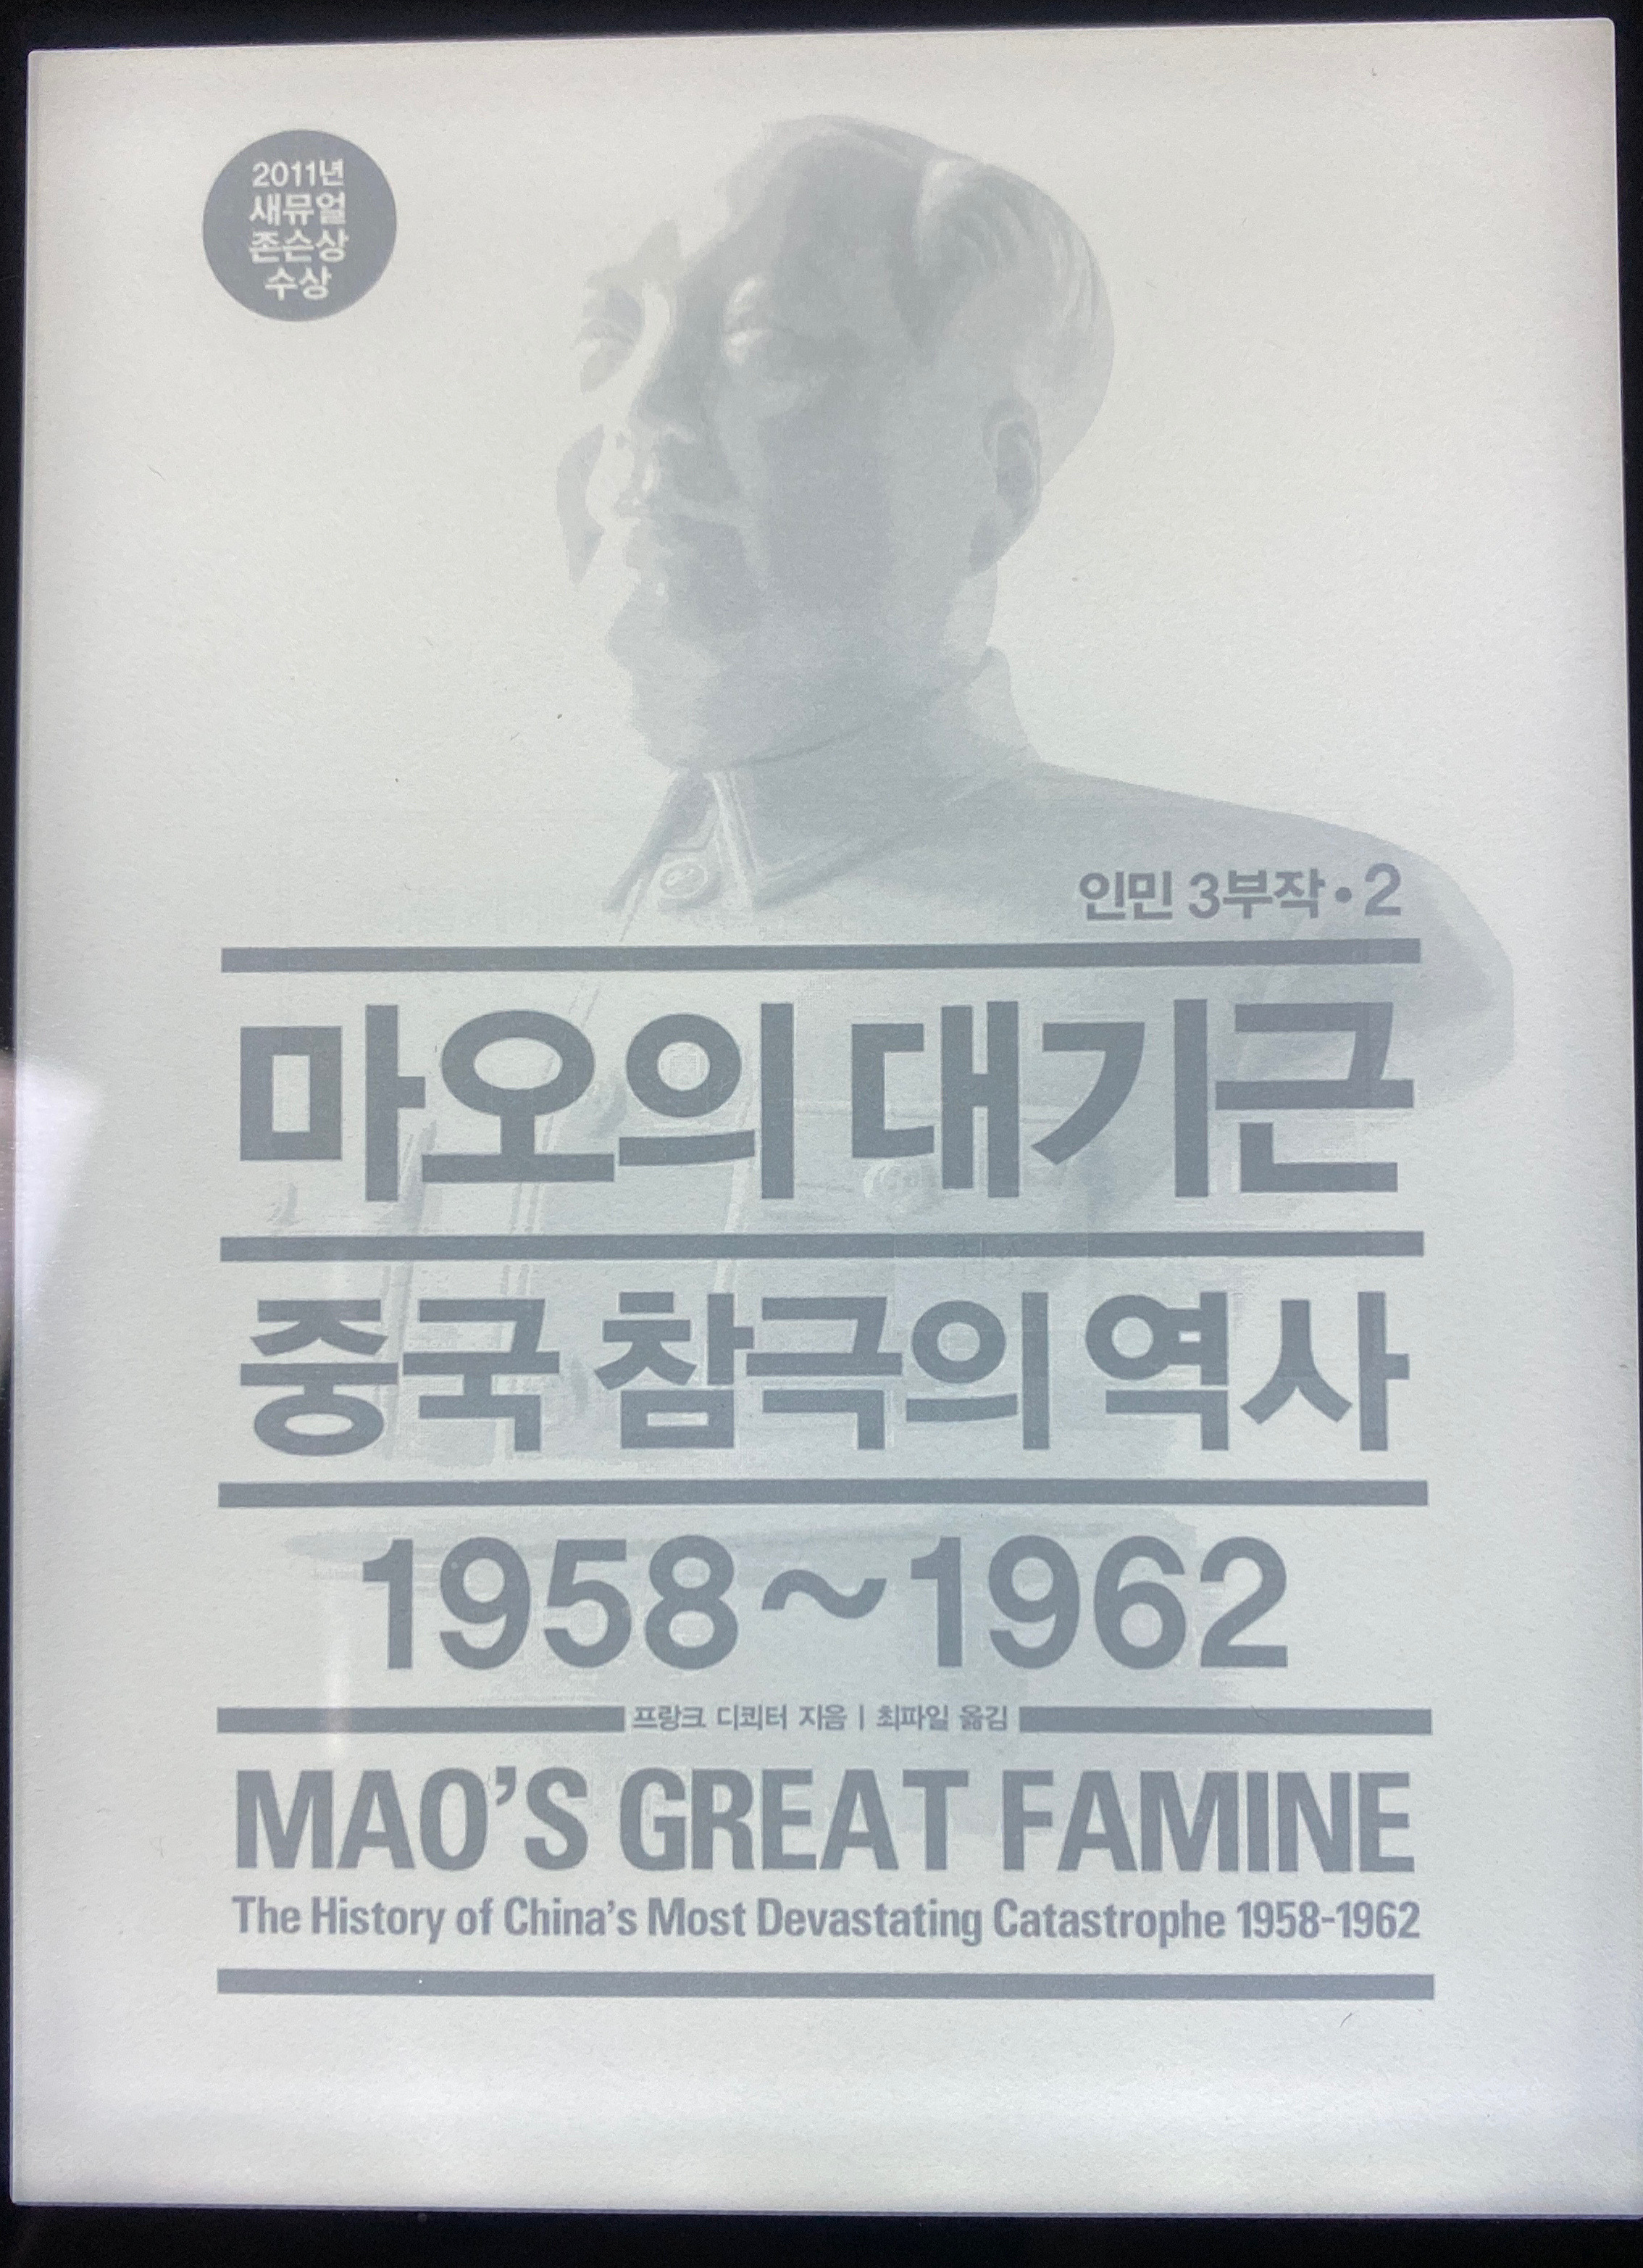 2011년
새뮤얼
존슨상
수상
인민 3부작 • 2
마오의 대기근
중국 참극의 역사
1958~1962
프랑크 디쾨터 지음 | 최파일 옮김
MAO’S GREAT FAMINE
The History of China’s Most Devastating Catastrophe 1958-1962